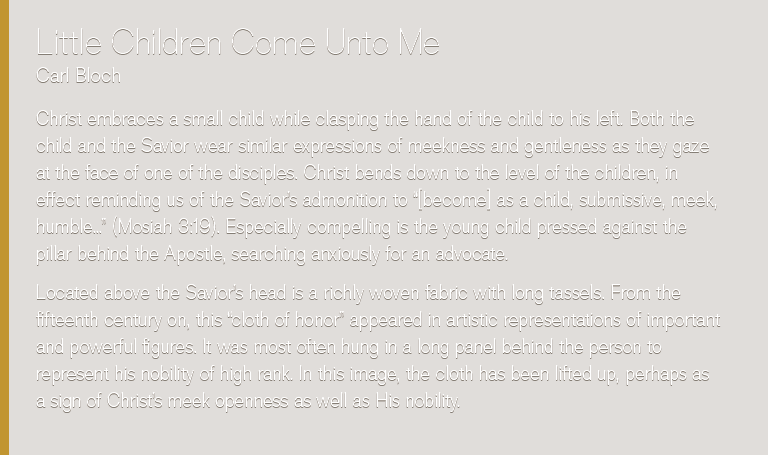 Little Children Come Unto Me
Carl Bloch
Christ embraces a small child while clasping the hand of the child to his left. Both the
child and the Savior wear similar expressions of meekness and gentleness as they gaze
at the face of one of the disciples. Christ bends down to the level of the children, in
effect reminding us of the Savior's admonition to “[become] as a child, submissive, meek,
humble...” (Mosiah 3:19). Especially compelling is the young child pressed against the
pillar behind the Apostle, searching anxiously for an advocate.
Located above the Savior's head is a richly woven fabric with long tassels. From the
fifteenth century on, this “cloth of honor” appeared in artistic representations of important
and powerful figures. It was most often hung in a long panel behind the person to
represent his nobility of high rank. In this image, the cloth has been lifted up, perhaps as
a sign of Christ's meek openness as well as His nobility.